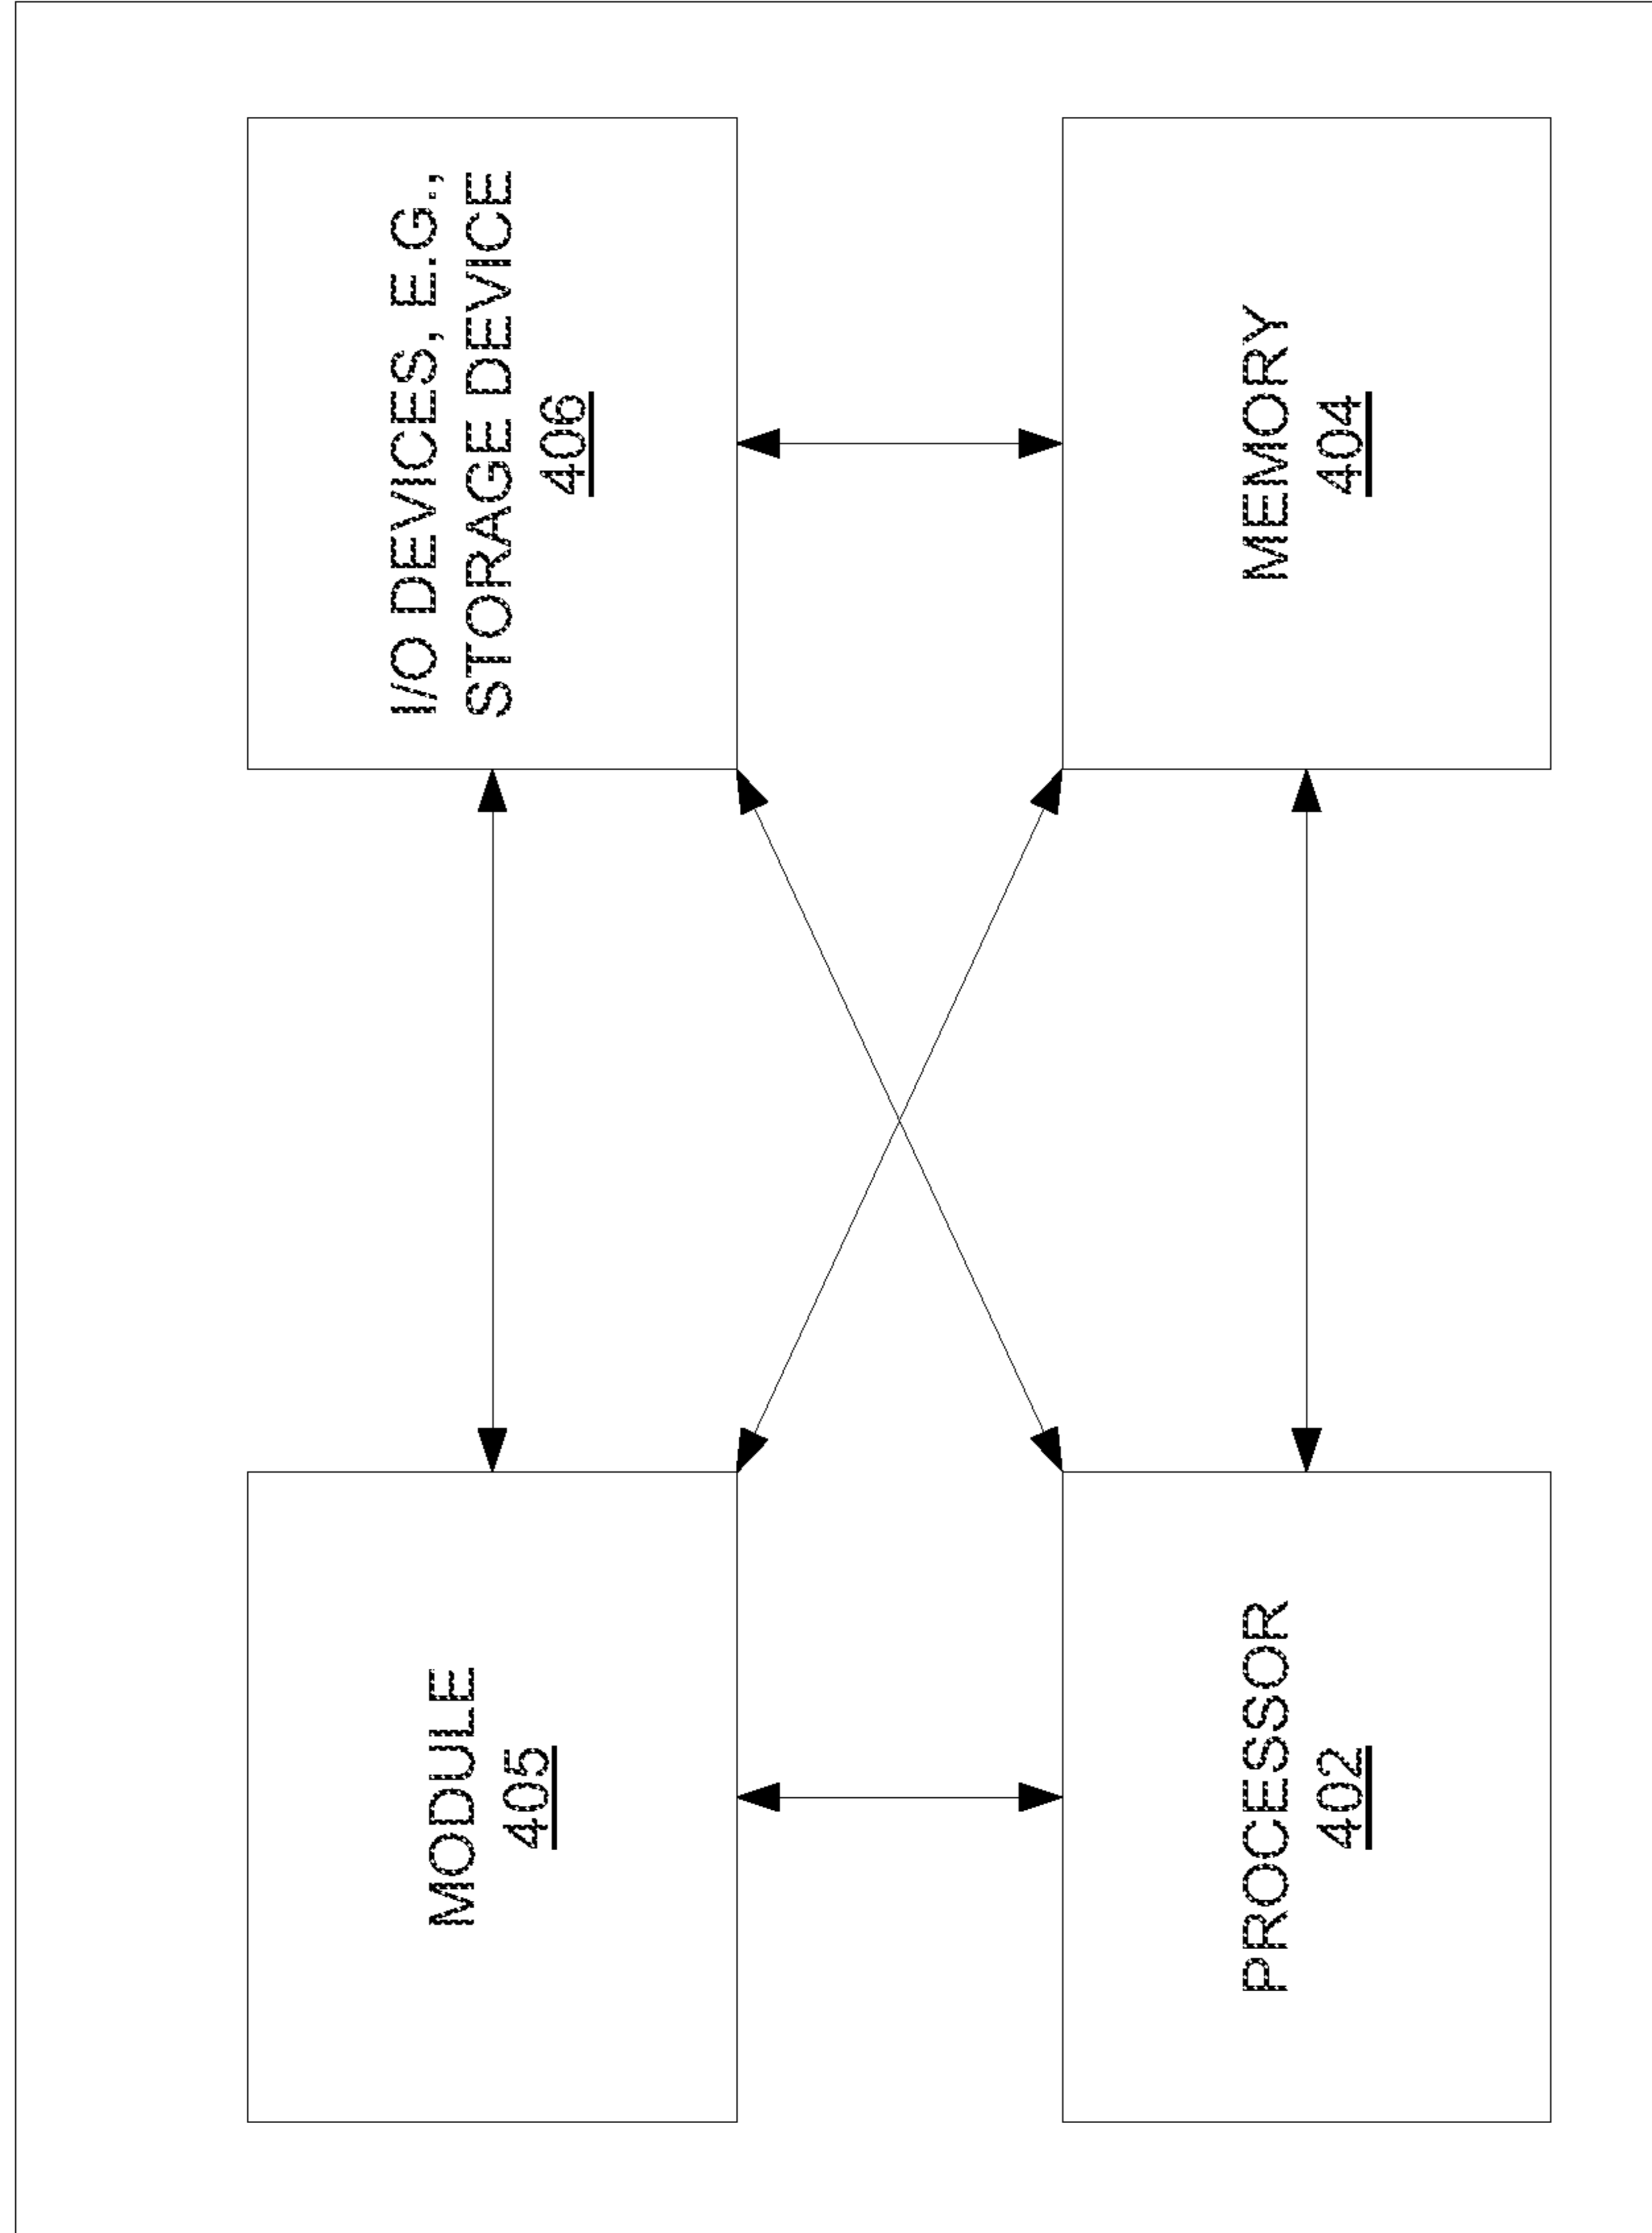 MODULE
405
I/O DEVICES, E.G.,
STORAGE DEVICE
406
PROCESSOR
402
MEMORY
404